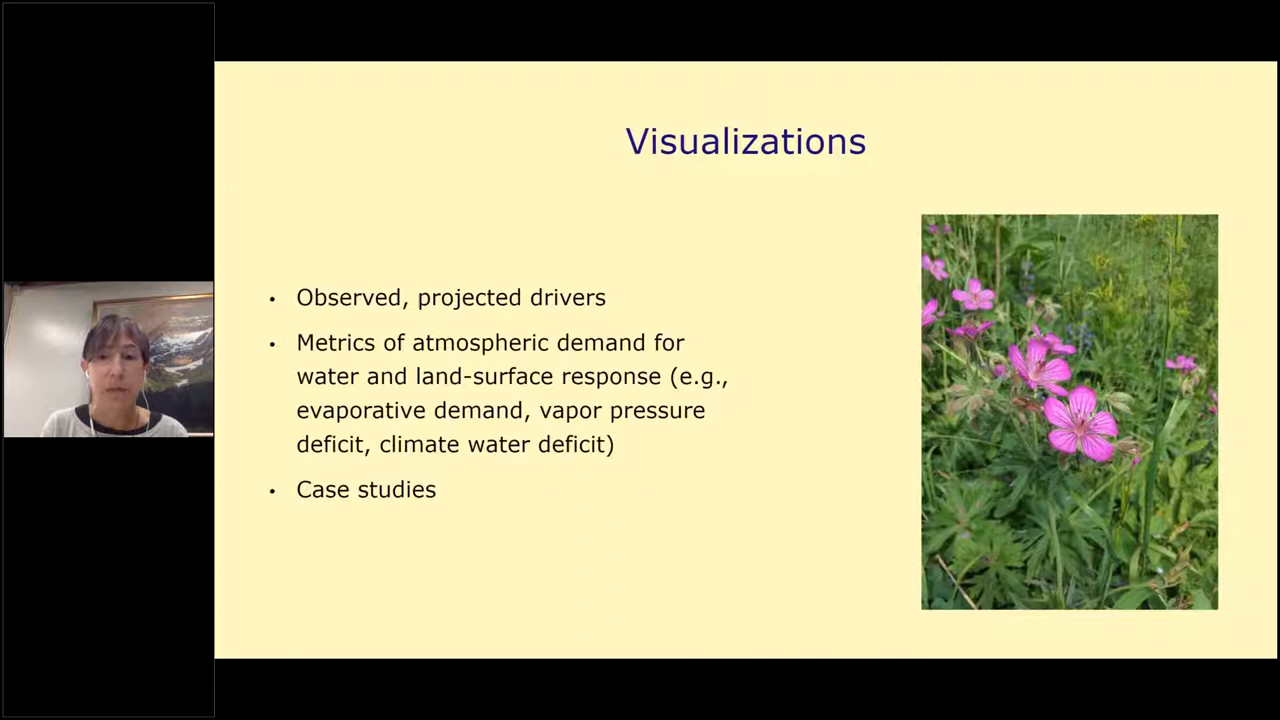 Visualizations
• Observed, projected drivers
• Metrics of atmospheric demand for
water and land-surface response (e.g.,
evaporative demand, vapor pressure
deficit, climate water deficit)
• Case studies